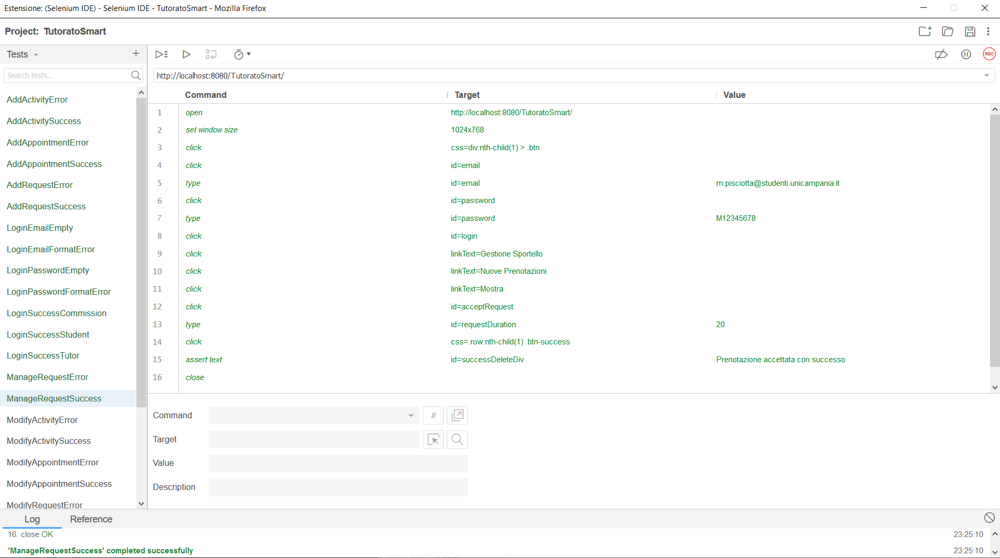 Estensione: (Selenium IDE) - Selenium IDE - TutoratoSmart - Mozilla Firefox
Project: TutoratoSmart
Tests
Search tests...
AddActivityError
AddActivitySuccess
AddAppointmentError
AddAppointmentSuccess
AddRequestError
AddRequestSuccess
LoginEmailEmpty
LoginEmailFormatError
LoginPasswordEmpty
LoginPasswordFormatError
LoginSuccessCommission
LoginSuccessStudent
LoginSuccessTutor
ManageRequestError
ManageRequestSuccess
ModifyActivityError
ModifyActivitySuccess
ModifyAppointmentError
ModifyAppointmentSuccess
ModifyRequestError
REC
http://localhost:8080/TutoratoSmart/
Command Target Value
1 open http://localhost:8080/TutoratoSmart/
2 set window size 1024x768
3 click css=div:nth-child(1) > .btn
4 click id=email
5 type id=email m.pisciotta@studenti.unicampania.it
6 click id=password
7 type id=password M12345678
8 click id=login
9 click linkText=Gestione Sportello
10 click linkText=Nuove Prenotazioni
11 click linkText=Mostra
12 click id=acceptRequest
13 type id=requestDuration 20
14 click css=.row:nth-child(1) .btn-success
15 assert text id=successDeleteDiv Prenotazione accettata con successo
16 close
Command //
Target
Value
Description
Log Reference
16. close OK 23:25:10
'ManageRequestSuccess' completed successfully 23:25:10